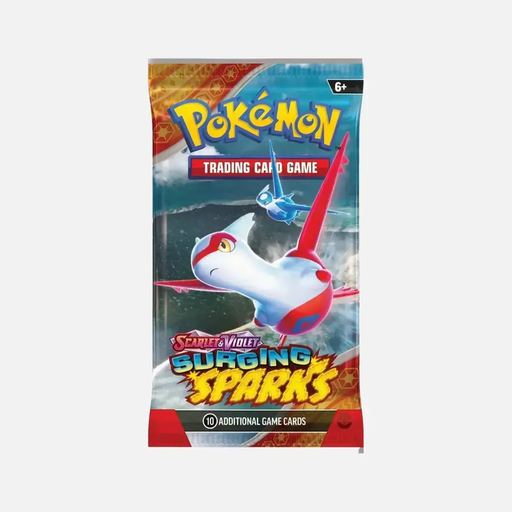 6+
POKéMON
TRADING CARD GAME
SCARLET & VIOLET
SURGING
SPARKS
10 ADDITIONAL GAME CARDS